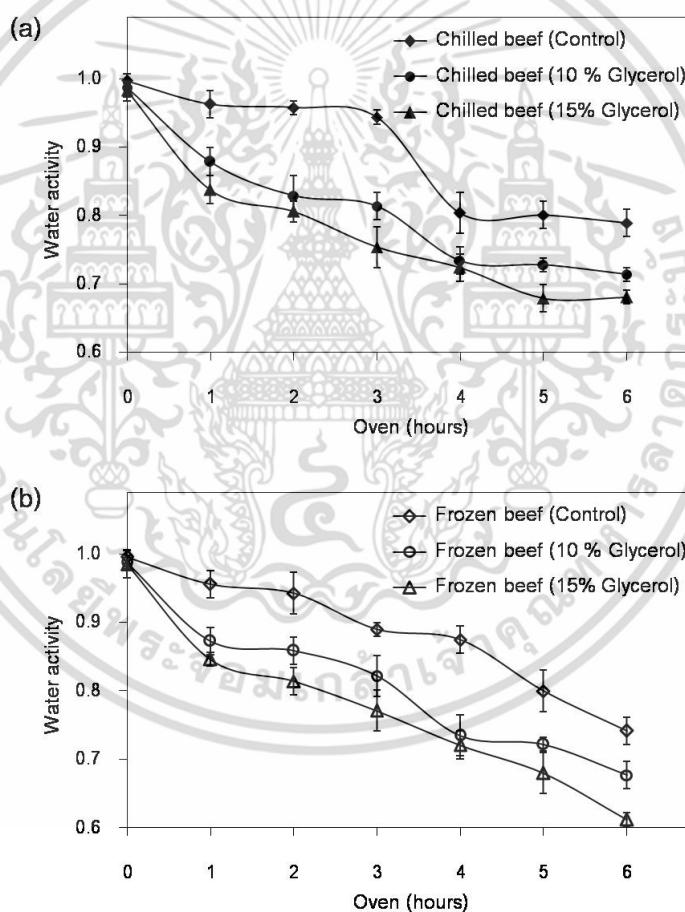 (a)
Chilled beef (Control)
Chilled beef (10 % Glycerol)
Chilled beef (15% Glycerol)
1.0
0.9
0.8
0.7
0.6
Water activity
0 1 2 3 4 5 6
Oven (hours)
(b)
Frozen beef (Control)
Frozen beef (10 % Glycerol)
Frozen beef (15% Glycerol)
1.0
0.9
0.8
0.7
0.6
Water activity
0 1 2 3 4 5 6
Oven (hours)